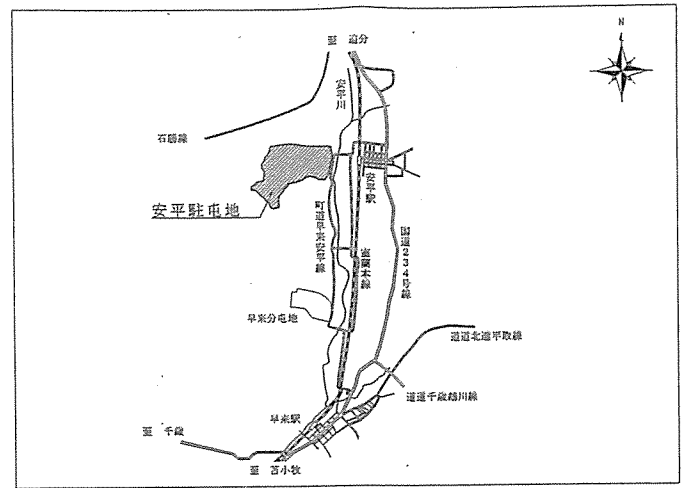 N
至 追分
安平川
石勝線
安平駅
安平駐屯地
町道早来安平線
室蘭本線
国道234号線
早来分屯地
道道北進平取線
道道千歳鵡川線
早来駅
至 千歳
至 苫小牧